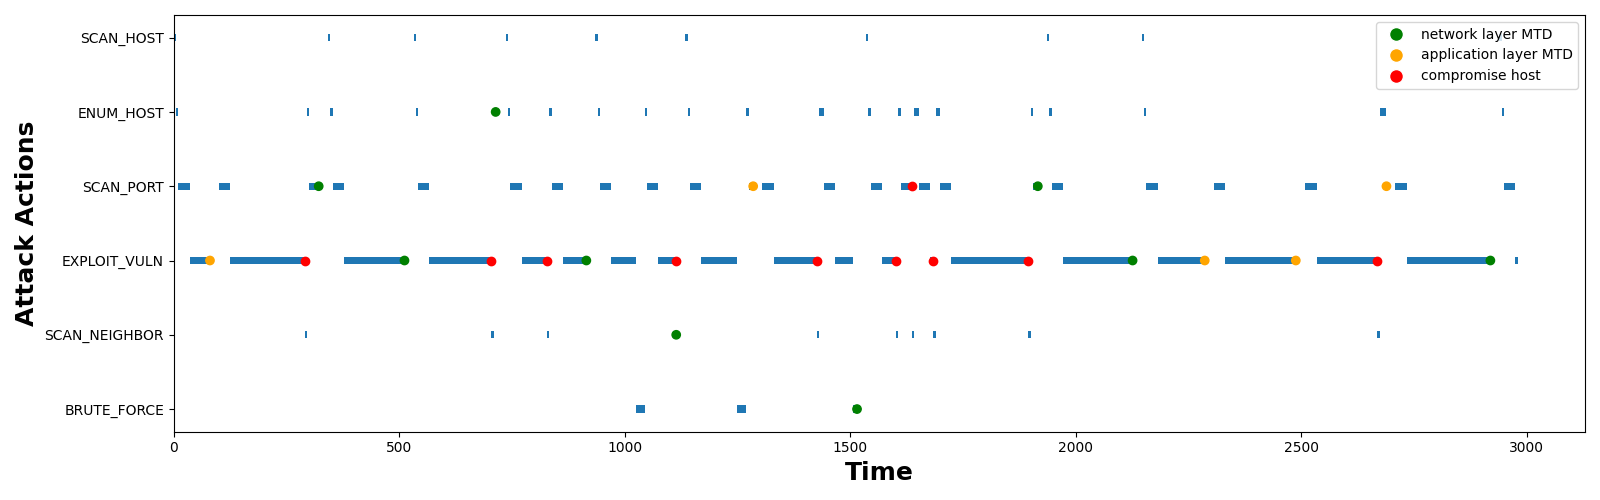 SCAN_HOST
ENUM_HOST
SCAN_PORT
EXPLOIT_VULN
SCAN_NEIGHBOR
BRUTE_FORCE
Attack Actions
network layer MTD
application layer MTD
compromise host
0 500 1000 1500 2000 2500 3000
Time